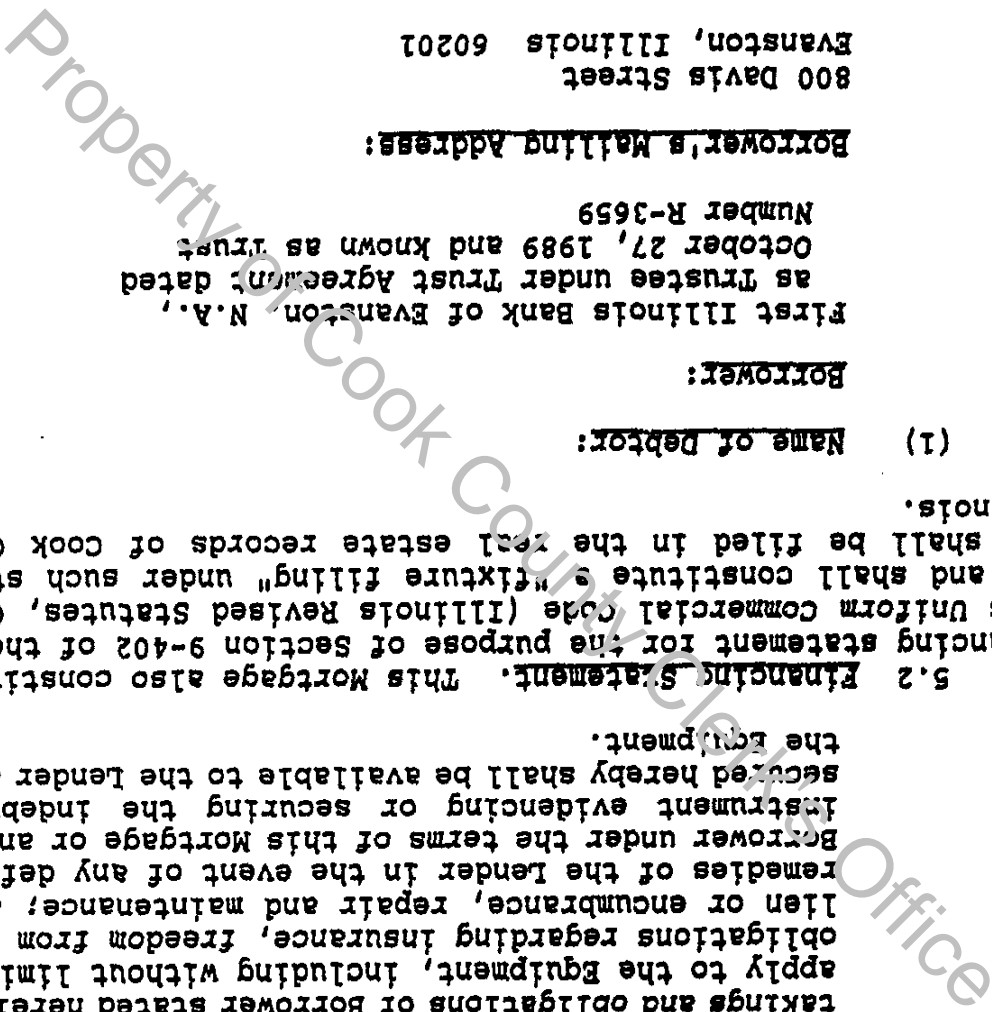 takings and obligations of Borrower stated herei
apply to the Equipment, including without limi
obligations regarding insurance, freedom from
lien or encumbrance, repair and maintenance;
remedies of the Lender in the event of any def
Borrower under the terms of this Mortgage or an
instrument evidencing or securing the indeb
secured hereby shall be available to the Lender
the Equipment.
5.2 Financing Statement. This Mortgage also consti
ncing statement for the purpose of Section 9-402 of th
s Uniform Commercial Code (Illinois Revised Statutes,
and shall constitute a "fixture filing" under such st
shall be filed in the real estate records of Cook
nois.
(1) Name of Debtor:
Borrower:
First Illinois Bank of Evanston, N.A.,
as Trustee under Trust Agreement dated
October 27, 1989 and known as Trust
Number R-3659
Borrower's Mailing Address:
800 Davis Street
Evanston, Illinois 60201
Property of Cook County Clerk's Office